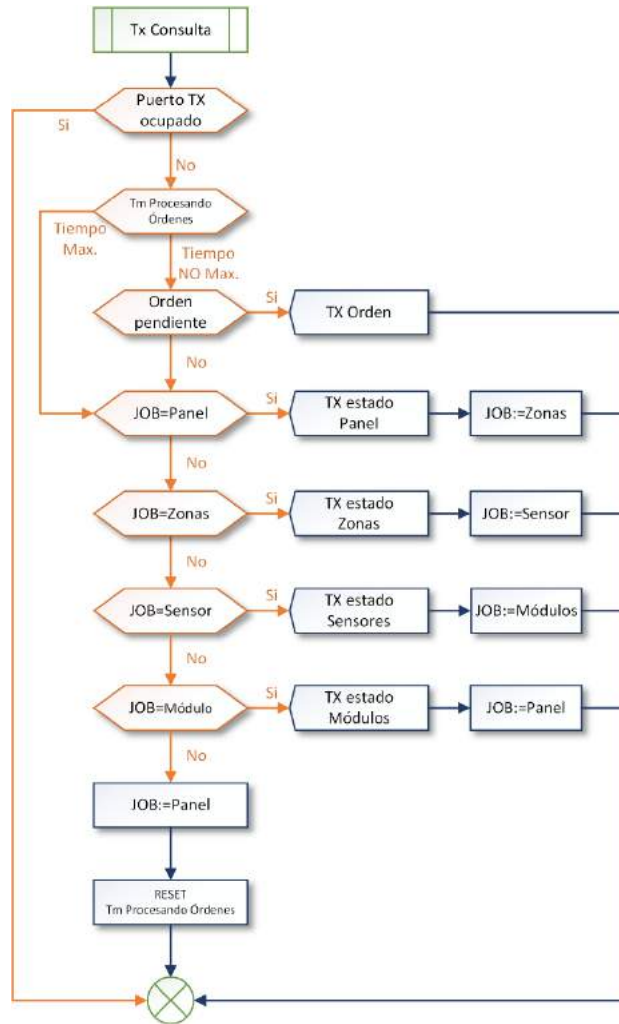 Tx Consulta
Puerto TX
ocupado
Si
No
Tm Procesando
Órdenes
Tiempo
Max.
Tiempo
NO Max.
Orden
pendiente
Si
TX Orden
No
JOB=Panel
Si
TX estado
Panel
JOB:=Zonas
No
JOB=Zonas
Si
TX estado
Zonas
JOB:=Sensor
No
JOB=Sensor
Si
TX estado
Sensores
JOB:=Módulos
No
JOB=Módulo
Si
TX estado
Módulos
JOB:=Panel
No
JOB:=Panel
RESET
Tm Procesando Órdenes